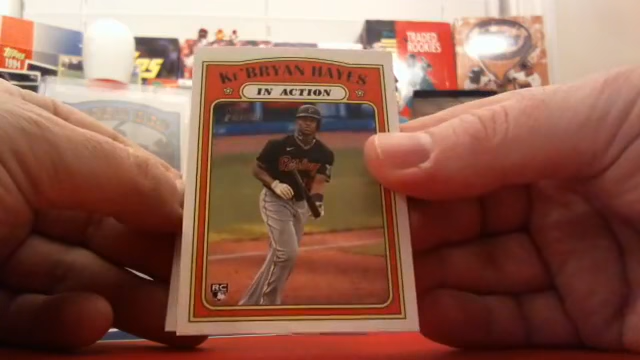 Topps
1994
TRADED
ROOKIES
KE'BRYAN HAYES
IN ACTION
RC